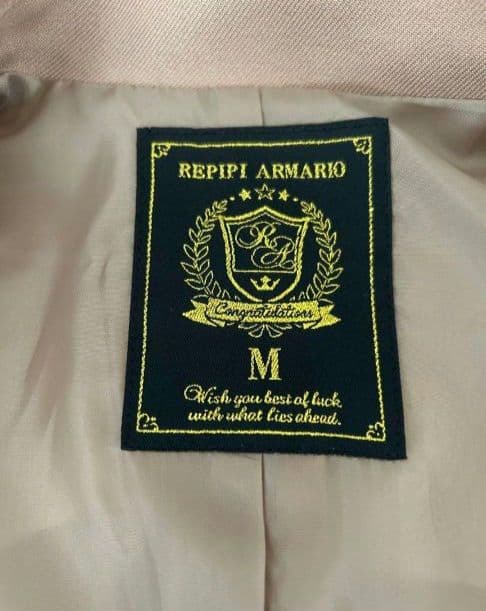 REPIPI ARMARIO
RA
Congratulations
M
Wish you best of luck
with what lies ahead.